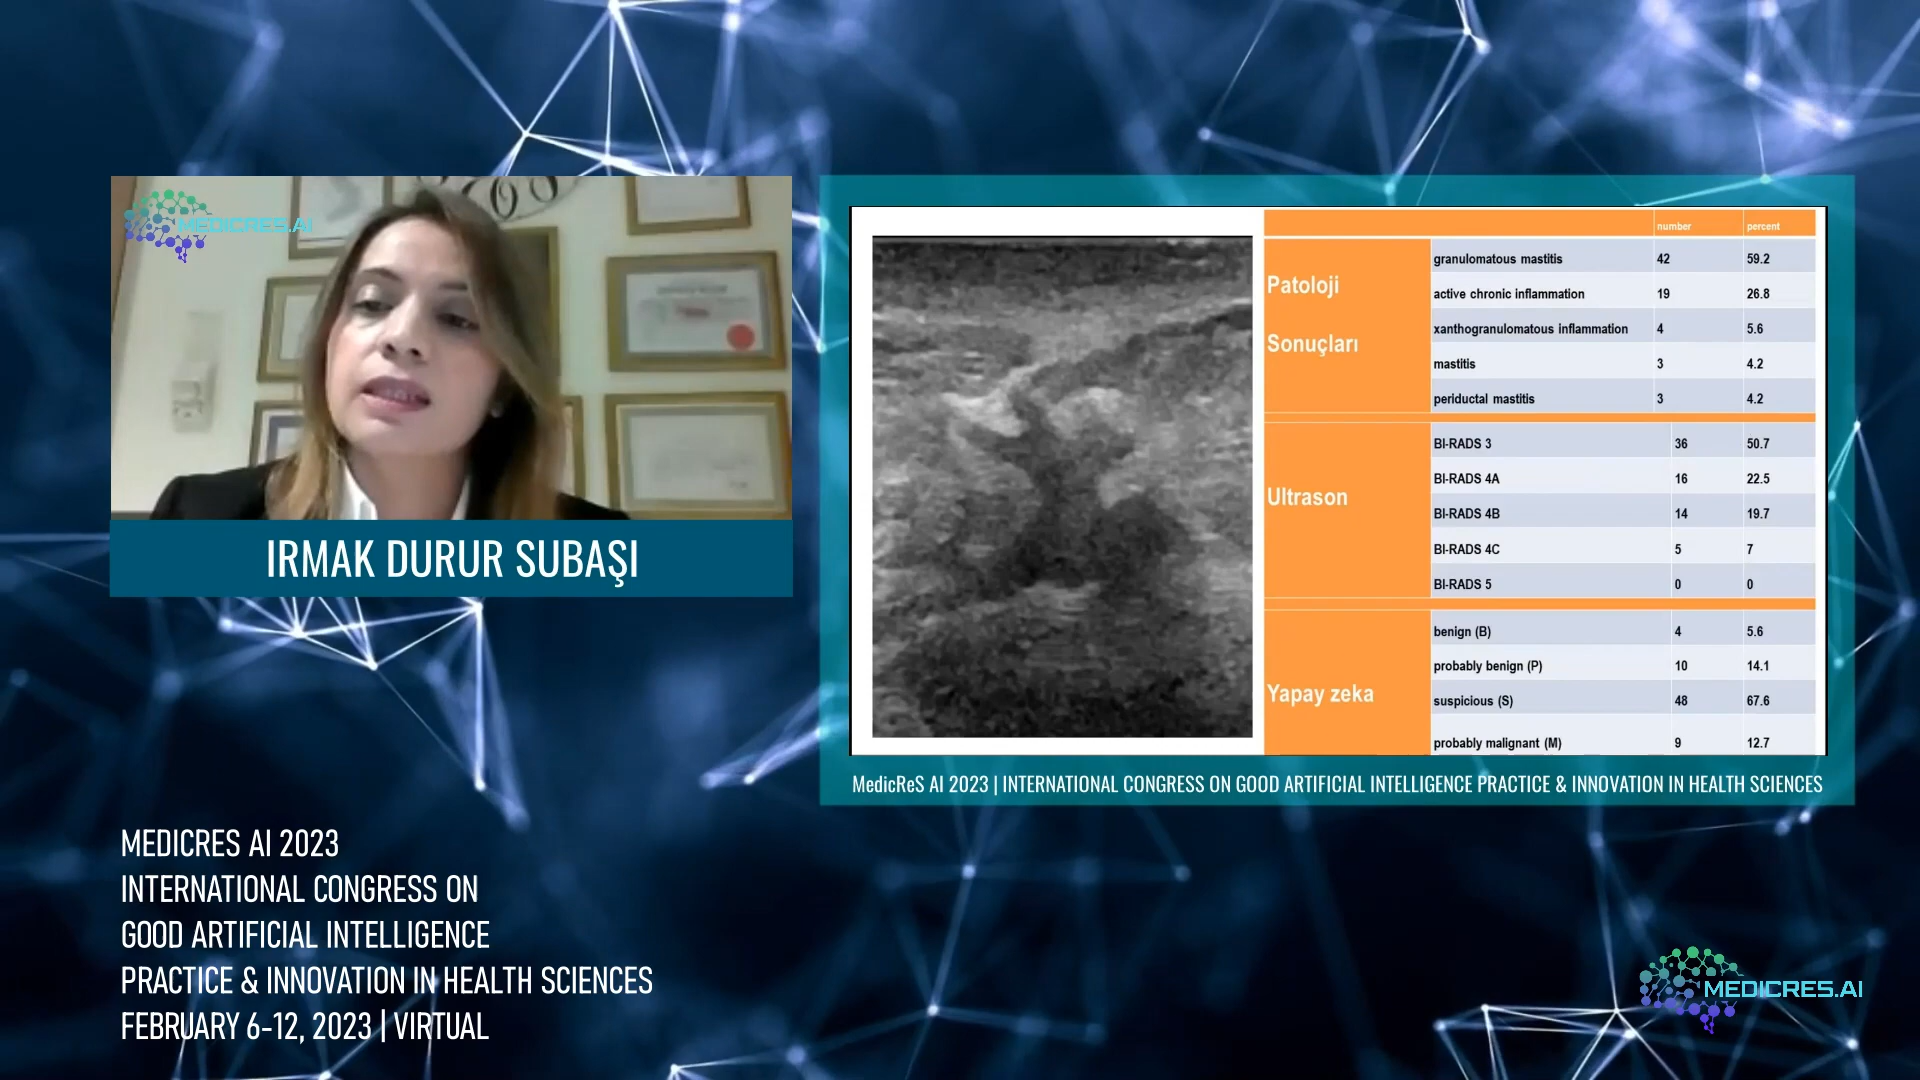 MEDICRES.AI
IRMAK DURUR SUBAŞI
number percent
Patoloji
Sonuçları
granulomatous mastitis 42 59.2
active chronic inflammation 19 26.8
xanthogranulomatous inflammation 4 5.6
mastitis 3 4.2
periductal mastitis 3 4.2
Ultrason
BI-RADS 3 36 50.7
BI-RADS 4A 16 22.5
BI-RADS 4B 14 19.7
BI-RADS 4C 5 7
BI-RADS 5 0 0
Yapay zeka
benign (B) 4 5.6
probably benign (P) 10 14.1
suspicious (S) 48 67.6
probably malignant (M) 9 12.7
MedicReS AI 2023 | INTERNATIONAL CONGRESS ON GOOD ARTIFICIAL INTELLIGENCE PRACTICE & INNOVATION IN HEALTH SCIENCES
MEDICRES AI 2023
INTERNATIONAL CONGRESS ON
GOOD ARTIFICIAL INTELLIGENCE
PRACTICE & INNOVATION IN HEALTH SCIENCES
FEBRUARY 6-12, 2023 | VIRTUAL
MEDICRES.AI